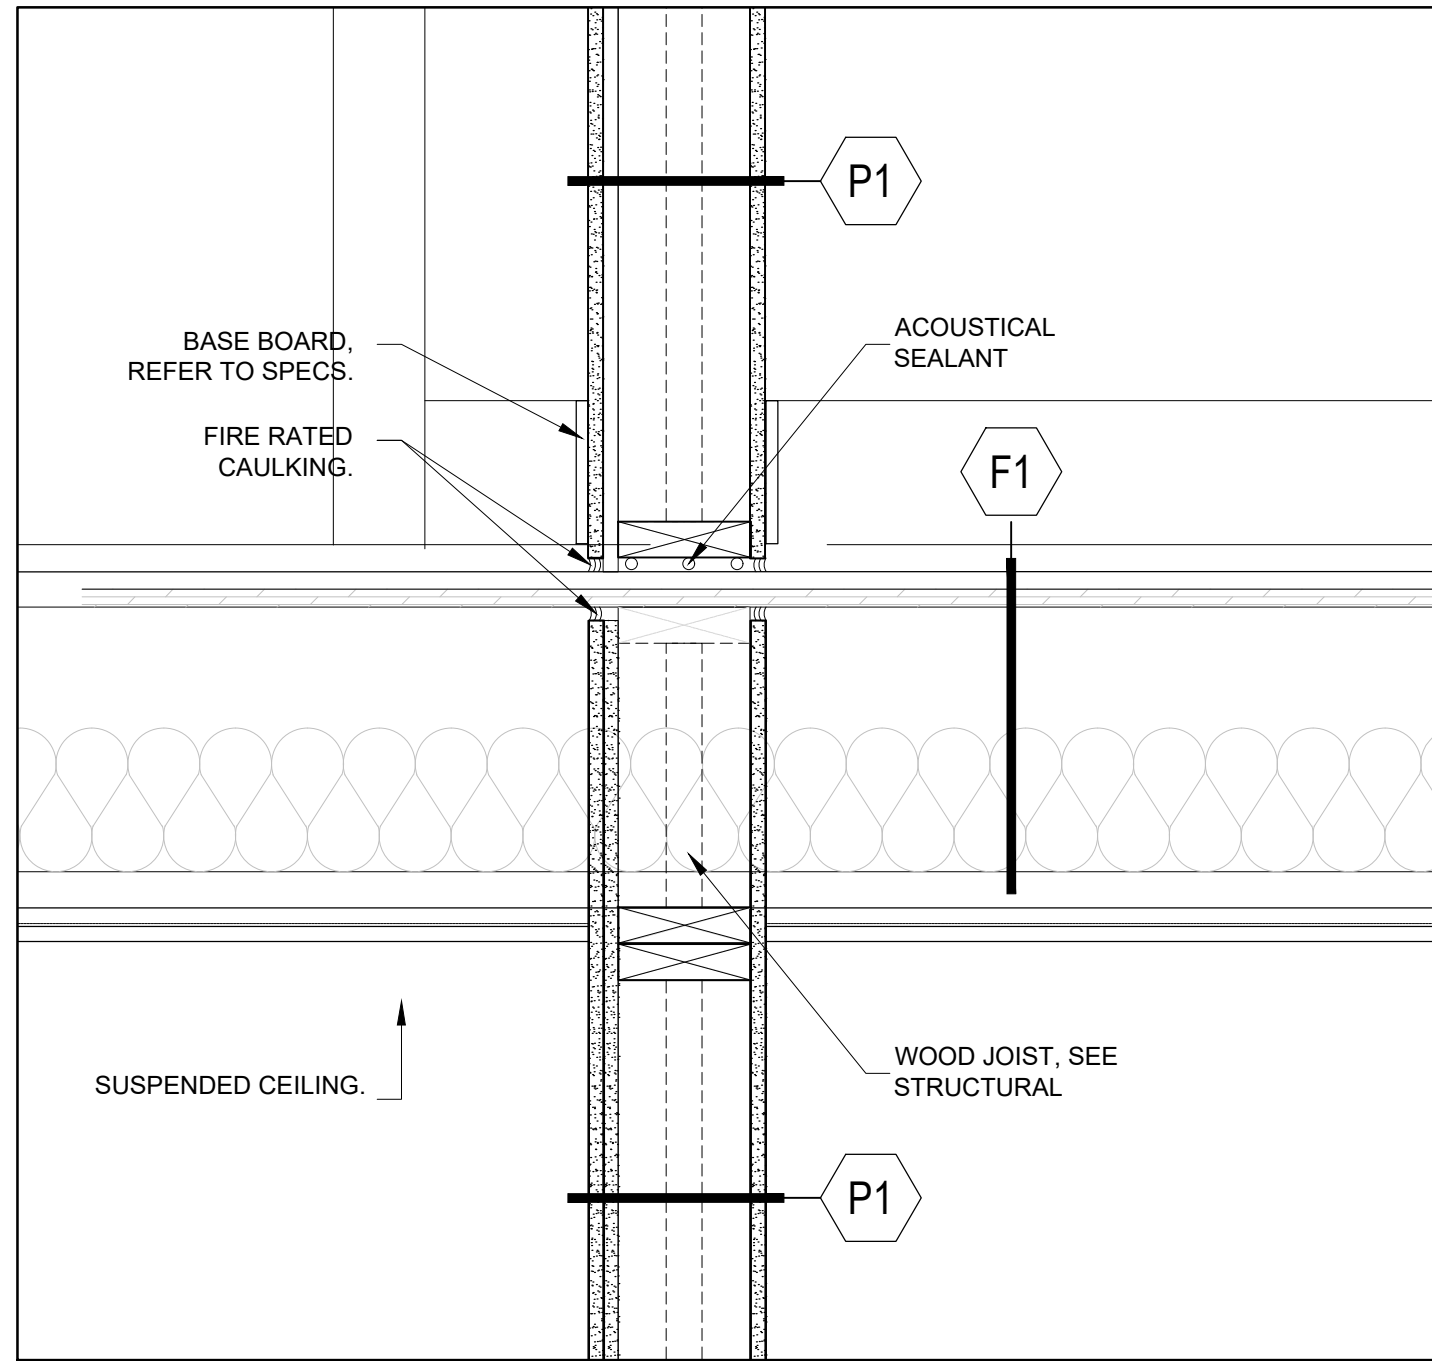 P1
BASE BOARD,
REFER TO SPECS.
ACOUSTICAL
SEALANT
FIRE RATED
CAULKING.
F1
WOOD JOIST, SEE
STRUCTURAL
SUSPENDED CEILING.
P1